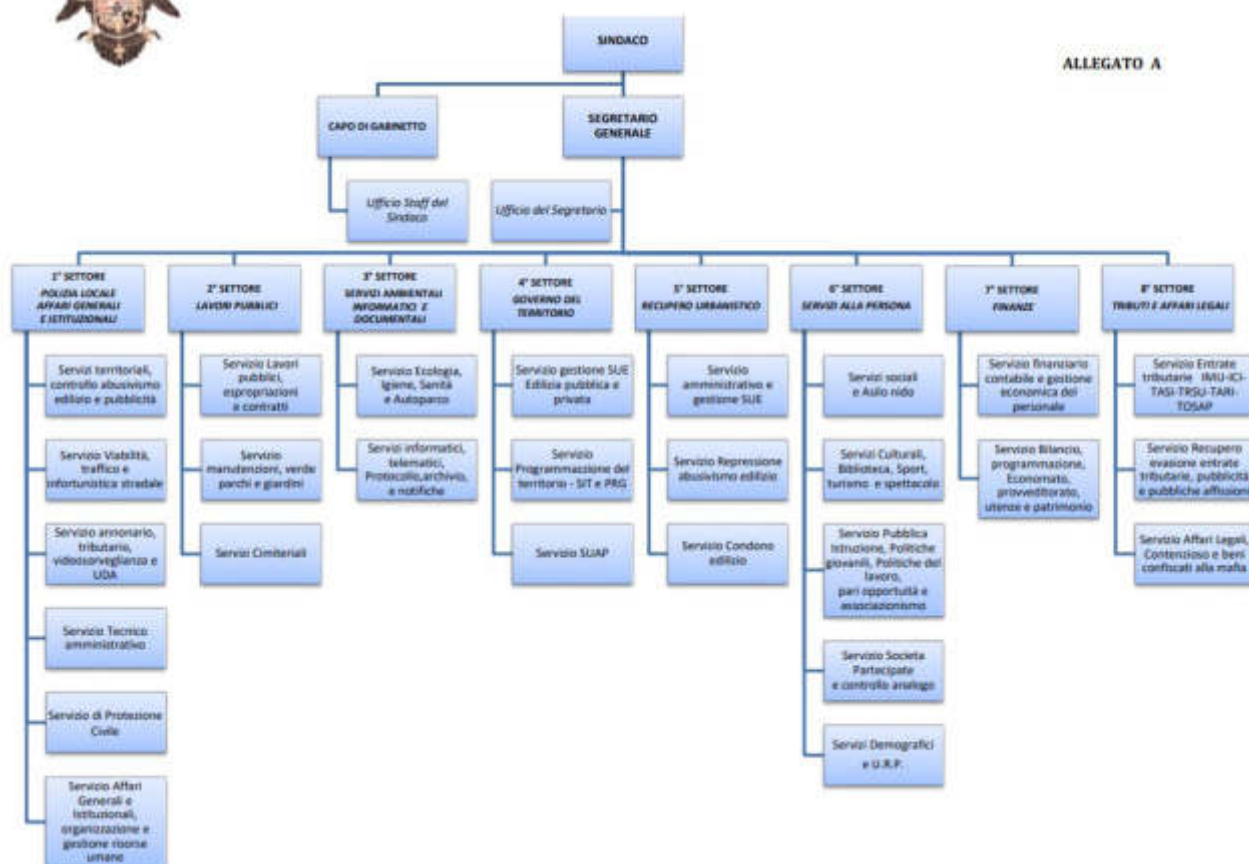 SINDACO
ALLEGATO A
CAPO DI GABINETTO
SEGRETARIO
GENERALE
Ufficio Staff del
Sindaco
Ufficio del Segretario
1° SETTORE
POLIZIA LOCALE
AFFARI GENERALI
E ISTITUZIONALI
2° SETTORE
LAVORI PUBBLICI
3° SETTORE
SERVIZI AMBIENTALI
INFORMATICI E
DOCUMENTALI
4° SETTORE
GOVERNO DEL
TERRITORIO
5° SETTORE
RECUPERO URBANISTICO
6° SETTORE
SERVIZI ALLA PERSONA
7° SETTORE
FINANZE
8° SETTORE
TRIBUTI E AFFARI LEGALI
Servizi territoriali,
controllo abusivismo
edilizio e pubblicità
Servizio Viabilità,
traffico e
infortunistica stradale
Servizio annonario,
tributario,
videosorveglianza e
UDA
Servizio Tecnico
amministrativo
Servizio di Protezione
Civile
Servizio Affari
Generali e
Istituzionali,
organizzazione e
gestione risorse
umane
Servizio Lavori
pubblici,
espropriazioni
e contratti
Servizio
manutenzioni, verde
parchi e giardini
Servizi Cimiteriali
Servizio Ecologia,
Igiene, Sanità
e Autoparco
Servizi informatici,
telematici,
Protocollo,archivio,
e notifiche
Servizio gestione SUE
Edilizia pubblica e
privata
Servizio
Programmazione del
territorio - SIT e PRG
Servizio SUAP
Servizio
amministrativo e
gestione SUE
Servizio Repressione
abusivismo edilizio
Servizio Condono
edilizio
Servizi sociali
e Asilo nido
Servizi Culturali,
Biblioteca, Sport,
turismo e spettacolo
Servizio Pubblica
Istruzione, Politiche
giovanili, Politiche del
lavoro,
pari opportuità e
associazionismo
Servizio Societa
Partecipate
e controllo analogo
Servizi Demografici
e U.R.P.
Servizio finanziario
contabile e gestione
economica del
personale
Servizio Bilancio,
programmazione,
Economato,
provveditorato,
utenze e patrimonio
Servizio Entrate
tributarie IMU-ICI-
TASI-TRSU-TARI-
TOSAP
Servizio Recupero
evasione entrate
tributarie, pubblicità
e pubbliche affissioni
Servizio Affari Legali,
Contenzioso e beni
confiscati alla mafia